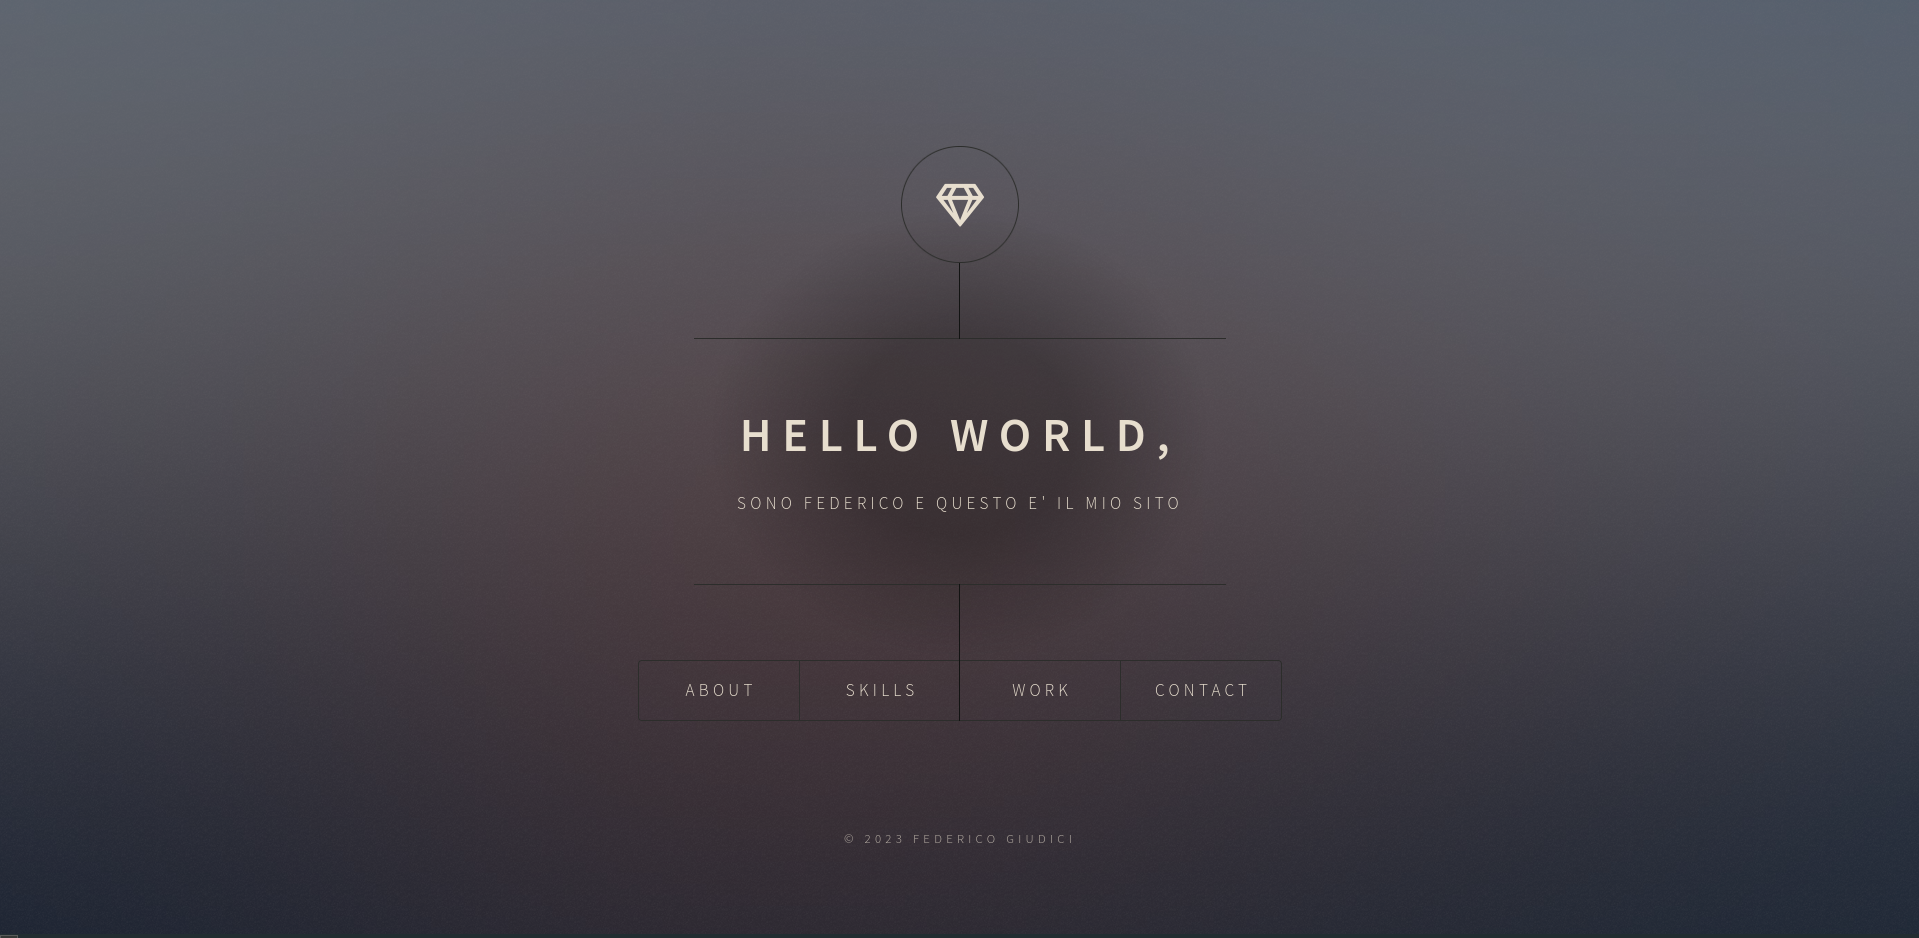 HELLO WORLD,
SONO FEDERICO E QUESTO E' IL MIO SITO
ABOUT SKILLS WORK CONTACT
© 2023 FEDERICO GIUDICI